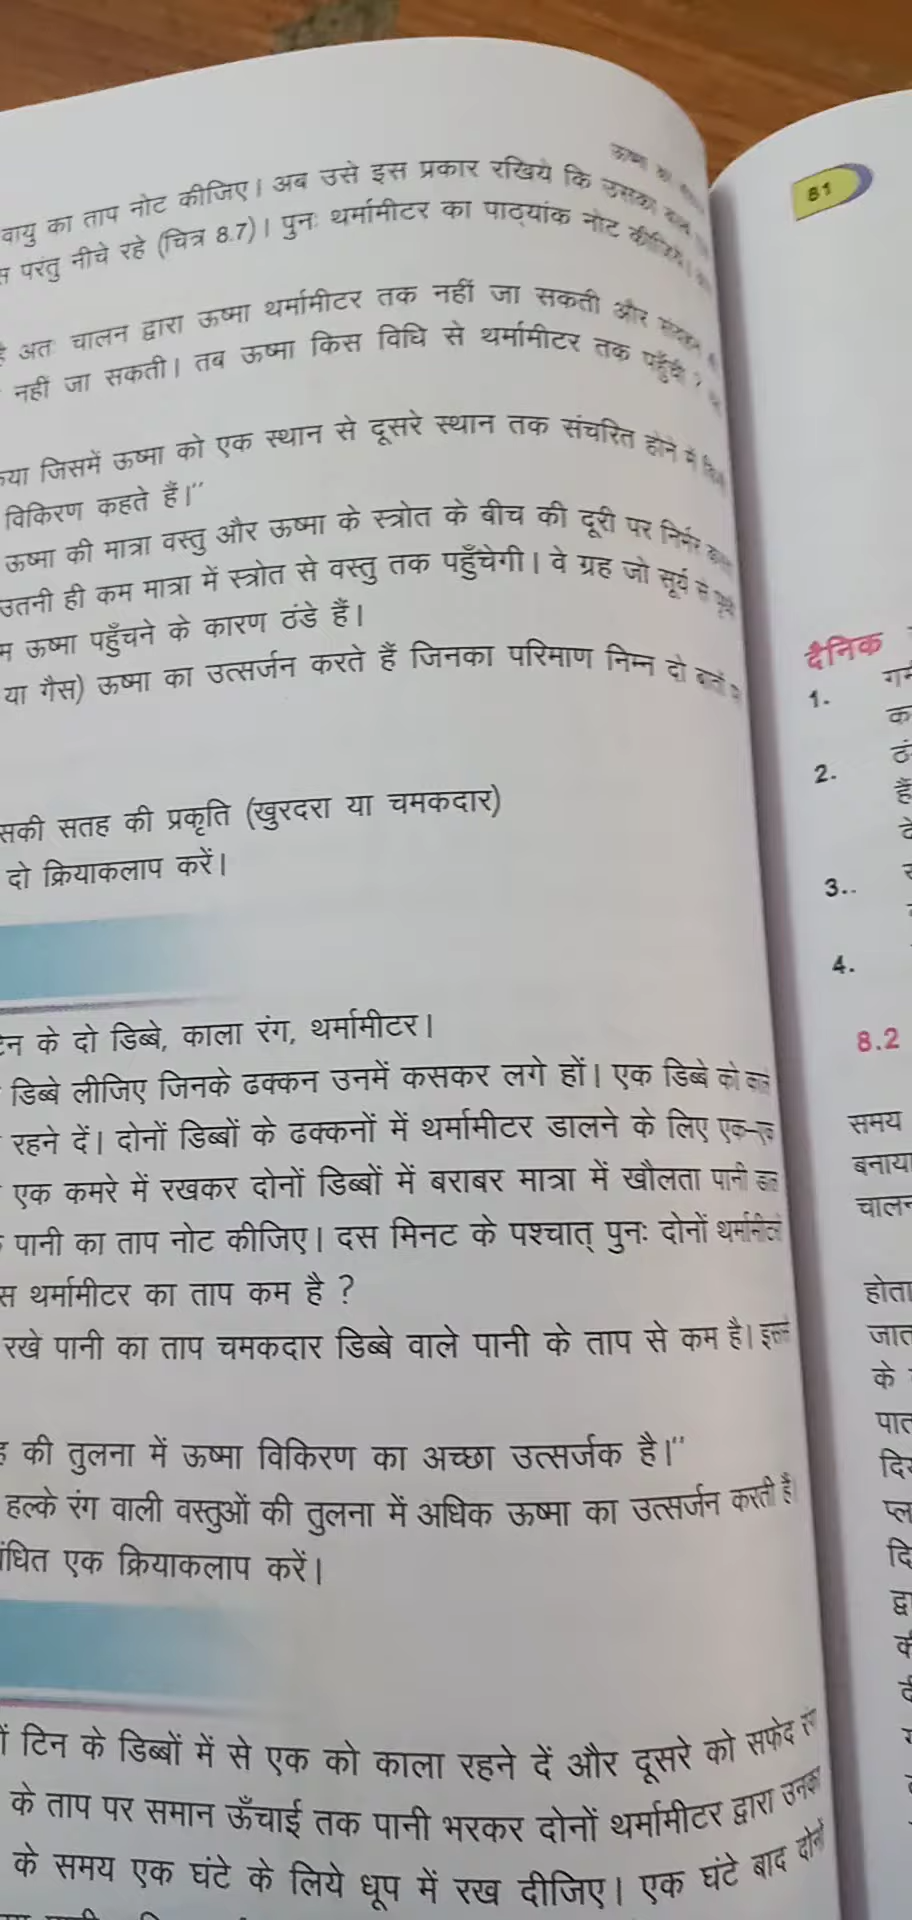 वायु का ताप नोट कीजिए। अब उसे इस प्रकार रखिये कि उसका
परंतु नीचे रहे (चित्र 8.7)। पुनः थर्मामीटर का पाठ्यांक नोट कीजिये।
है अतः चालन द्वारा ऊष्मा थर्मामीटर तक नहीं जा सकती और
नहीं जा सकती। तब ऊष्मा किस विधि से थर्मामीटर तक पहुँची ?
जिसमें ऊष्मा को एक स्थान से दूसरे स्थान तक संचरित होने में
विकिरण कहते हैं।"
ऊष्मा की मात्रा वस्तु और ऊष्मा के स्त्रोत के बीच की दूरी पर निर्भर
उतनी ही कम मात्रा में स्त्रोत से वस्तु तक पहुँचेगी। वे ग्रह जो सूर्य से
ऊष्मा पहुँचने के कारण ठंडे हैं।
या गैस) ऊष्मा का उत्सर्जन करते हैं जिनका परिमाण निम्न दो बातों
सकी सतह की प्रकृति (खुरदरा या चमकदार)
दो क्रियाकलाप करें।
के दो डिब्बे, काला रंग, थर्मामीटर।
डिब्बे लीजिए जिनके ढक्कन उनमें कसकर लगे हों। एक डिब्बे को
रहने दें। दोनों डिब्बों के ढक्कनों में थर्मामीटर डालने के लिए एक-एक
एक कमरे में रखकर दोनों डिब्बों में बराबर मात्रा में खौलता पानी
पानी का ताप नोट कीजिए। दस मिनट के पश्चात् पुनः दोनों
स थर्मामीटर का ताप कम है ?
रखे पानी का ताप चमकदार डिब्बे वाले पानी के ताप से कम है।
की तुलना में ऊष्मा विकिरण का अच्छा उत्सर्जक है।"
हल्के रंग वाली वस्तुओं की तुलना में अधिक ऊष्मा का उत्सर्जन करती हैं।
बंधित एक क्रियाकलाप करें।
टिन के डिब्बों में से एक को काला रहने दें और दूसरे को सफेद रंग
के ताप पर समान ऊँचाई तक पानी भरकर दोनों थर्मामीटर द्वारा उनका
के समय एक घंटे के लिये धूप में रख दीजिए। एक घंटे बाद दोनों
81
दैनिक
1.
2.
3..
4.
8.2
समय
बनाया
चालन
होता
जात
के
पात